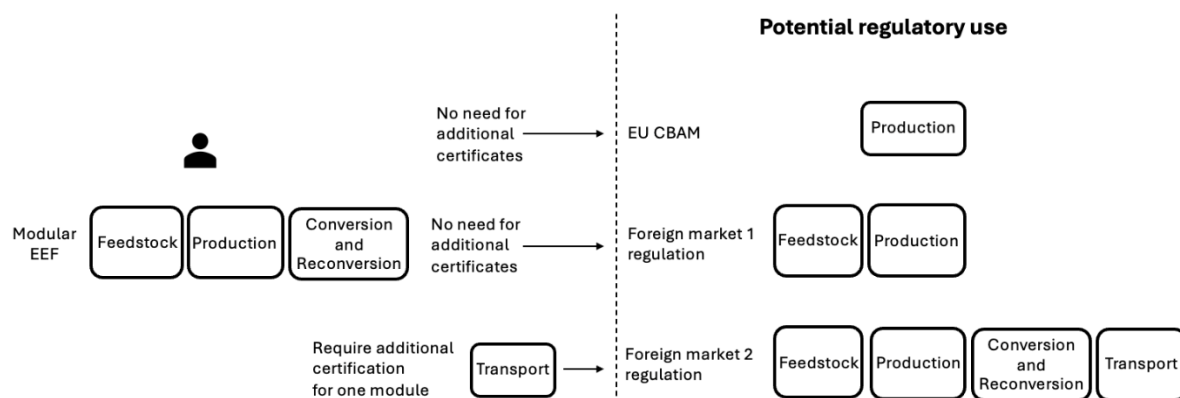 Potential regulatory use
No need for
additional
certificates
EU CBAM
Production
Modular
EEF
Feedstock
Production
Conversion
and
Reconversion
No need for
additional
certificates
Foreign market 1
regulation
Feedstock
Production
Require additional
certification
for one module
Transport
Foreign market 2
regulation
Feedstock
Production
Conversion
and
Reconversion
Transport